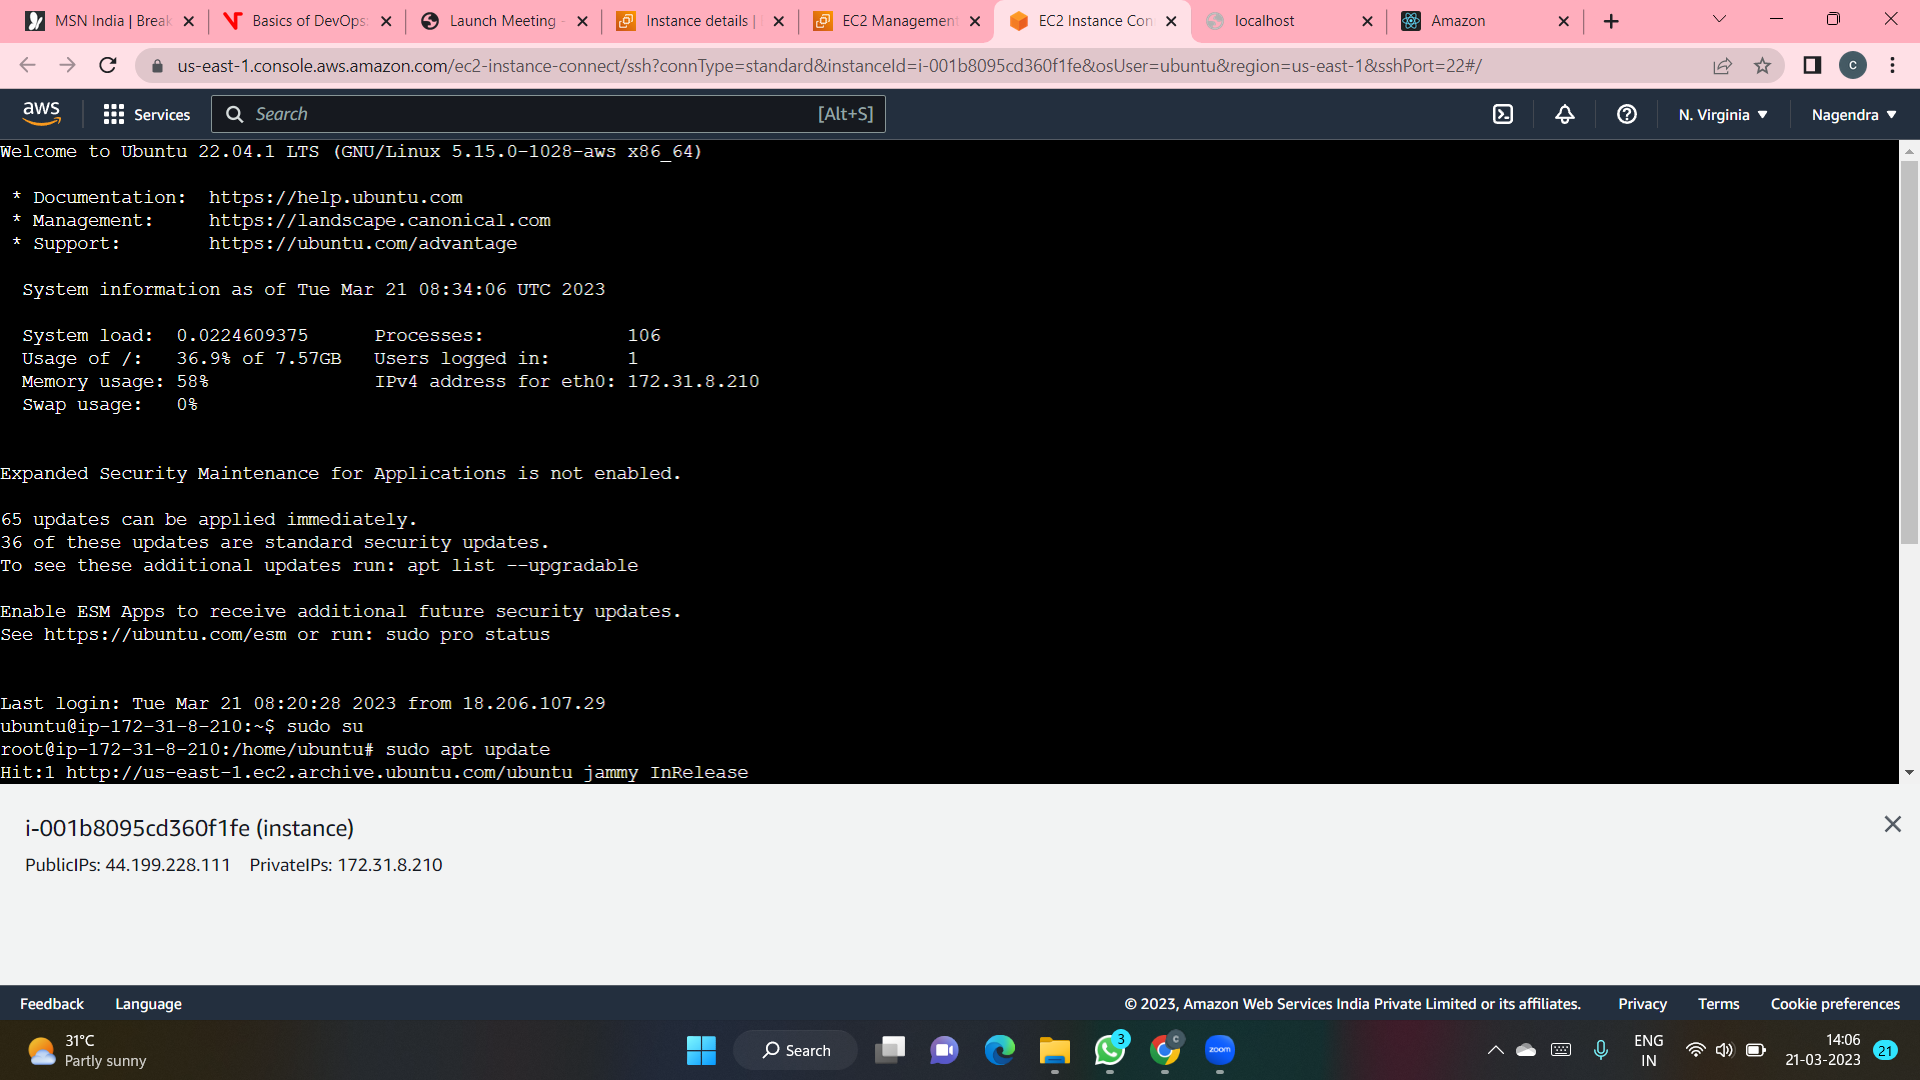 MSN India | Break
Basics of DevOps
Launch Meeting -
Instance details |
EC2 Management
EC2 Instance Con
localhost
Amazon
us-east-1.console.aws.amazon.com/ec2-instance-connect/ssh?connType=standard&instanceId=i-001b8095cd360f1fe&osUser=ubuntu&region=us-east-1&sshPort=22#/
C
aws
Services
Search [Alt+S]
N. Virginia
Nagendra
Welcome to Ubuntu 22.04.1 LTS (GNU/Linux 5.15.0-1028-aws x86_64)
* Documentation: https://help.ubuntu.com
* Management: https://landscape.canonical.com
* Support: https://ubuntu.com/advantage
System information as of Tue Mar 21 08:34:06 UTC 2023
System load: 0.0224609375 Processes: 106
Usage of /: 36.9% of 7.57GB Users logged in: 1
Memory usage: 58% IPv4 address for eth0: 172.31.8.210
Swap usage: 0%
Expanded Security Maintenance for Applications is not enabled.
65 updates can be applied immediately.
36 of these updates are standard security updates.
To see these additional updates run: apt list --upgradable
Enable ESM Apps to receive additional future security updates.
See https://ubuntu.com/esm or run: sudo pro status
Last login: Tue Mar 21 08:20:28 2023 from 18.206.107.29
ubuntu@ip-172-31-8-210:~$ sudo su
root@ip-172-31-8-210:/home/ubuntu# sudo apt update
Hit:1 http://us-east-1.ec2.archive.ubuntu.com/ubuntu jammy InRelease
i-001b8095cd360f1fe (instance)
PublicIPs: 44.199.228.111 PrivateIPs: 172.31.8.210
Feedback Language
© 2023, Amazon Web Services India Private Limited or its affiliates. Privacy Terms Cookie preferences
31°C
Partly sunny
Search
3
C
zoom
ENG
IN
14:06
21-03-2023
21